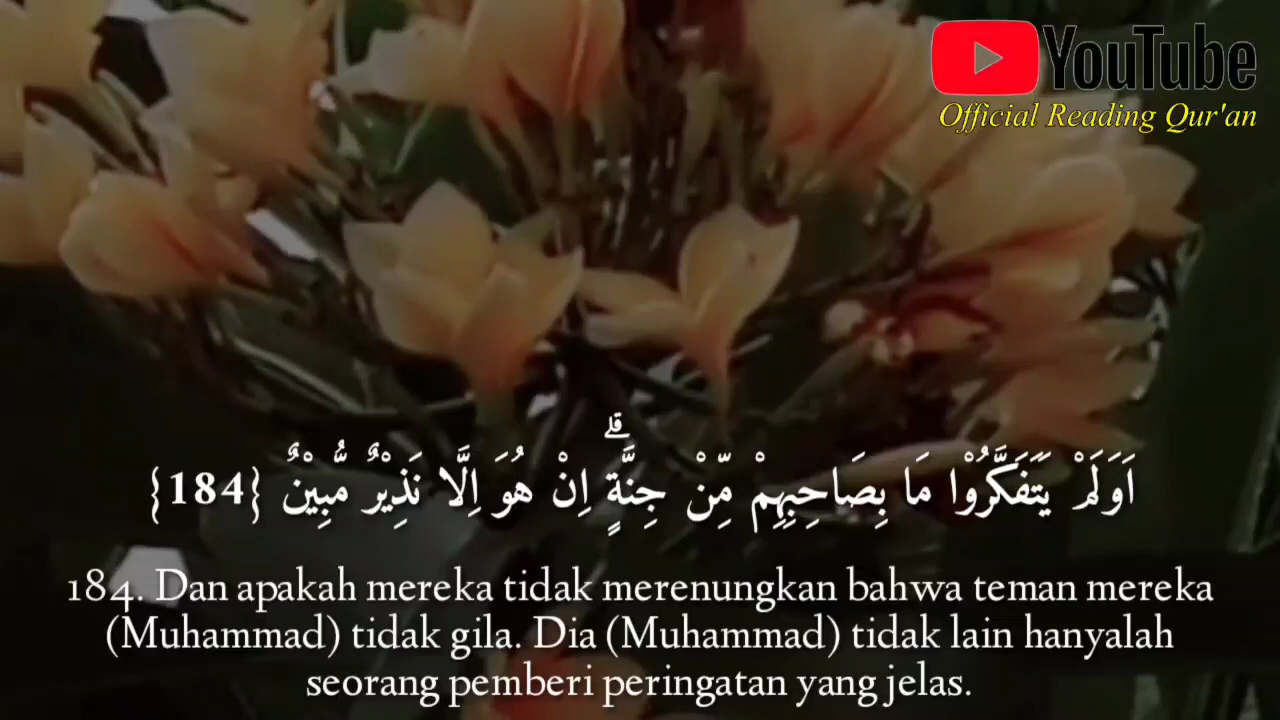 YouTube
Official Reading Qur'an
اَوَلَمْ يَتَفَكَّرُوْا مَا بِصَاحِبِهِمْ مِّنْ جِنَّةٍۗ اِنْ هُوَ اِلَّا نَذِيْرٌ مُّبِيْنٌ {184}
184. Dan apakah mereka tidak merenungkan bahwa teman mereka
(Muhammad) tidak gila. Dia (Muhammad) tidak lain hanyalah
seorang pemberi peringatan yang jelas.